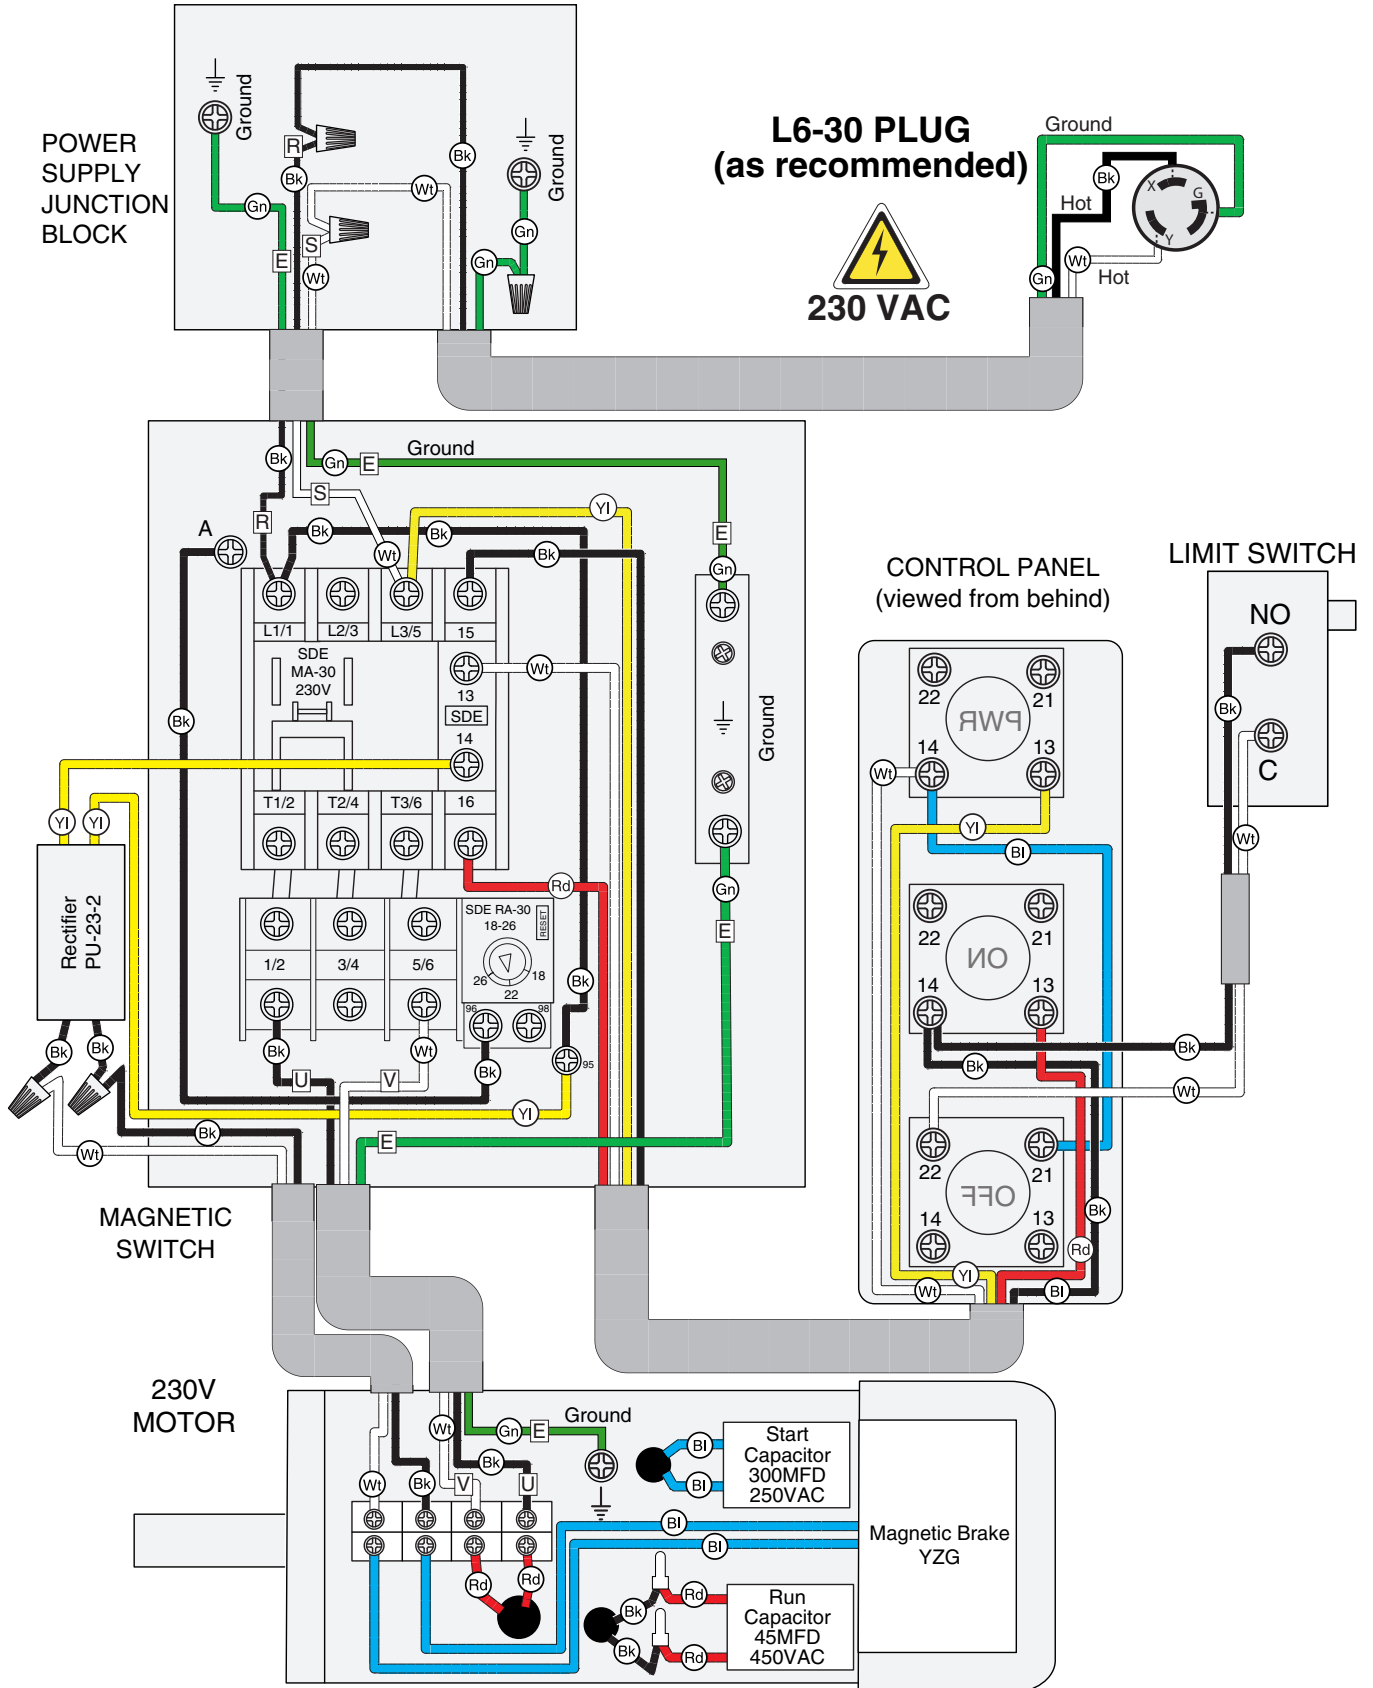 POWER
SUPPLY
JUNCTION
BLOCK
Ground
R
Bk
Bk
Wt
Gn
S
E
Wt
Ground
Gn
Gn
L6-30 PLUG
(as recommended)
230 VAC
Ground
Bk
X
G
Y
Hot
Wt
Hot
Gn
Bk
Gn
E
Ground
S
R
A
Bk
Bk
Wt
Yl
Bk
E
Gn
L1/1
L2/3
L3/5
15
SDE
MA-30
230V
13
SDE
14
Wt
Bk
Ground
T1/2
T2/4
T3/6
16
Yl
Yl
Rectifier
PU-23-2
Rd
Gn
E
SDE RA-30
18-26
RESET
26
18
22
1/2
3/4
5/6
96
98
95
Bk
Bk
Wt
Bk
U
V
Yl
Bk
Bk
Bk
Wt
E
MAGNETIC
SWITCH
CONTROL PANEL
(viewed from behind)
22
21
PWR
14
13
Wt
Yl
Bl
22
21
ON
14
13
Bk
Bk
Wt
22
21
OFF
14
13
Bk
Rd
Yl
Wt
Bl
LIMIT SWITCH
NO
Bk
C
Wt
230V
MOTOR
Wt
Gn
E
Ground
Bk
Wt
Bk
V
U
Bl
Bl
Start
Capacitor
300MFD
250VAC
Bl
Bl
Magnetic Brake
YZG
Rd
Rd
Bk
Bk
Rd
Rd
Run
Capacitor
45MFD
450VAC